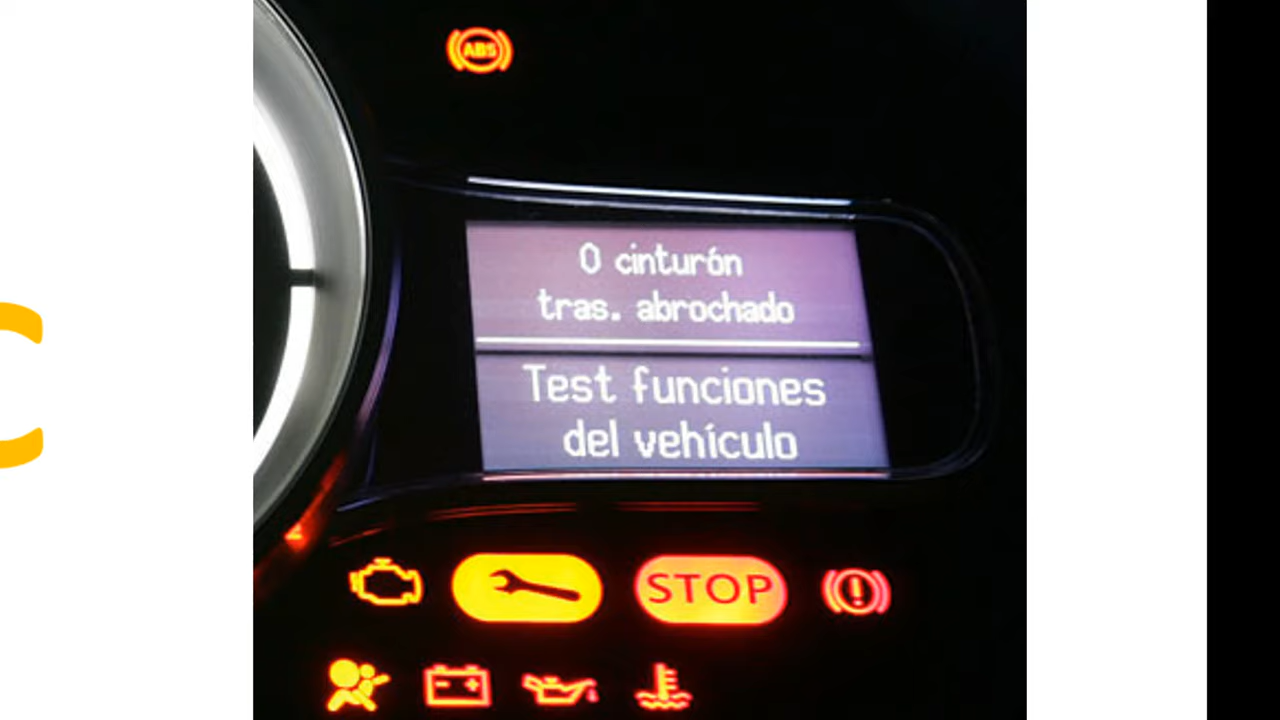 ABS
0 cinturón
tras. abrochado
Test funciones
del vehículo
STOP